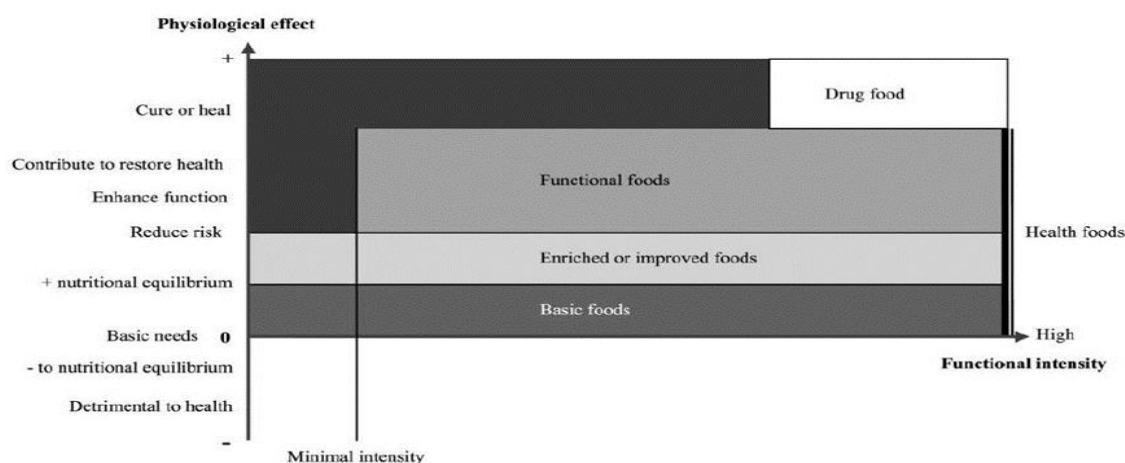 Physiological effect
+
Cure or heal
Drug food
Contribute to restore health
Functional foods
Enhance function
Reduce risk
Health foods
Enriched or improved foods
+ nutritional equilibrium
Basic foods
Basic needs 0
High
- to nutritional equilibrium
Functional intensity
Detrimental to health
-
Minimal intensity